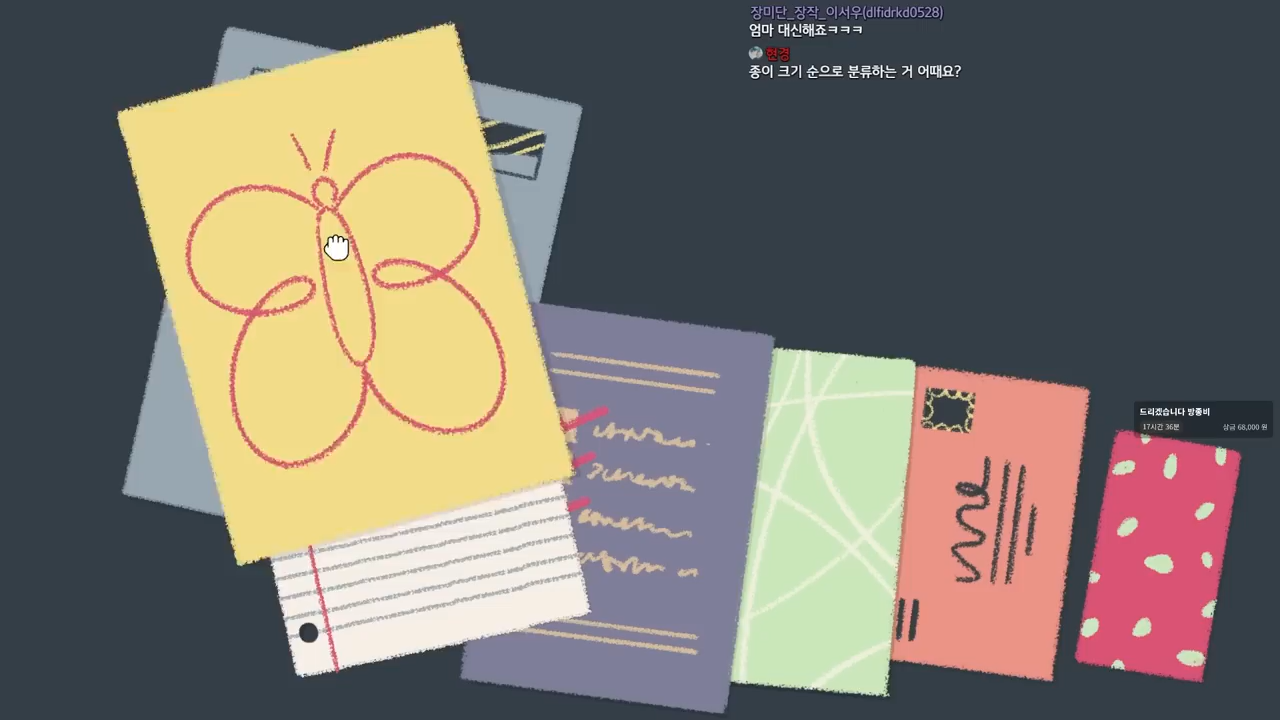 장미단_장작_이서우(dlfidrkd0528)
엄마 대신해죠ㅋㅋㅋ
현경
종이 크기 순으로 분류하는 거 어때요?
드리겠습니다 방종비
17시간 36분
상금 68,000 원